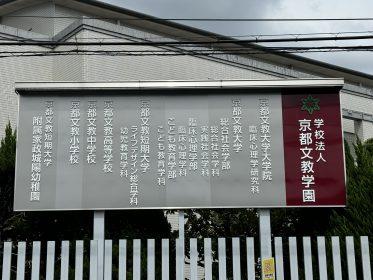 学校法人
京都文教学園
京都文教大学大学院
臨床心理学研究科
京都文教大学
総合社会学部
総合社会学科
実践社会学科
臨床心理学部
臨床心理学科
こども教育学部
こども教育学科
京都文教短期大学
ライフデザイン総合学科
幼児教育学科
京都文教高等学校
京都文教中学校
京都文教小学校
京都文教短期大学
附属家政城陽幼稚園